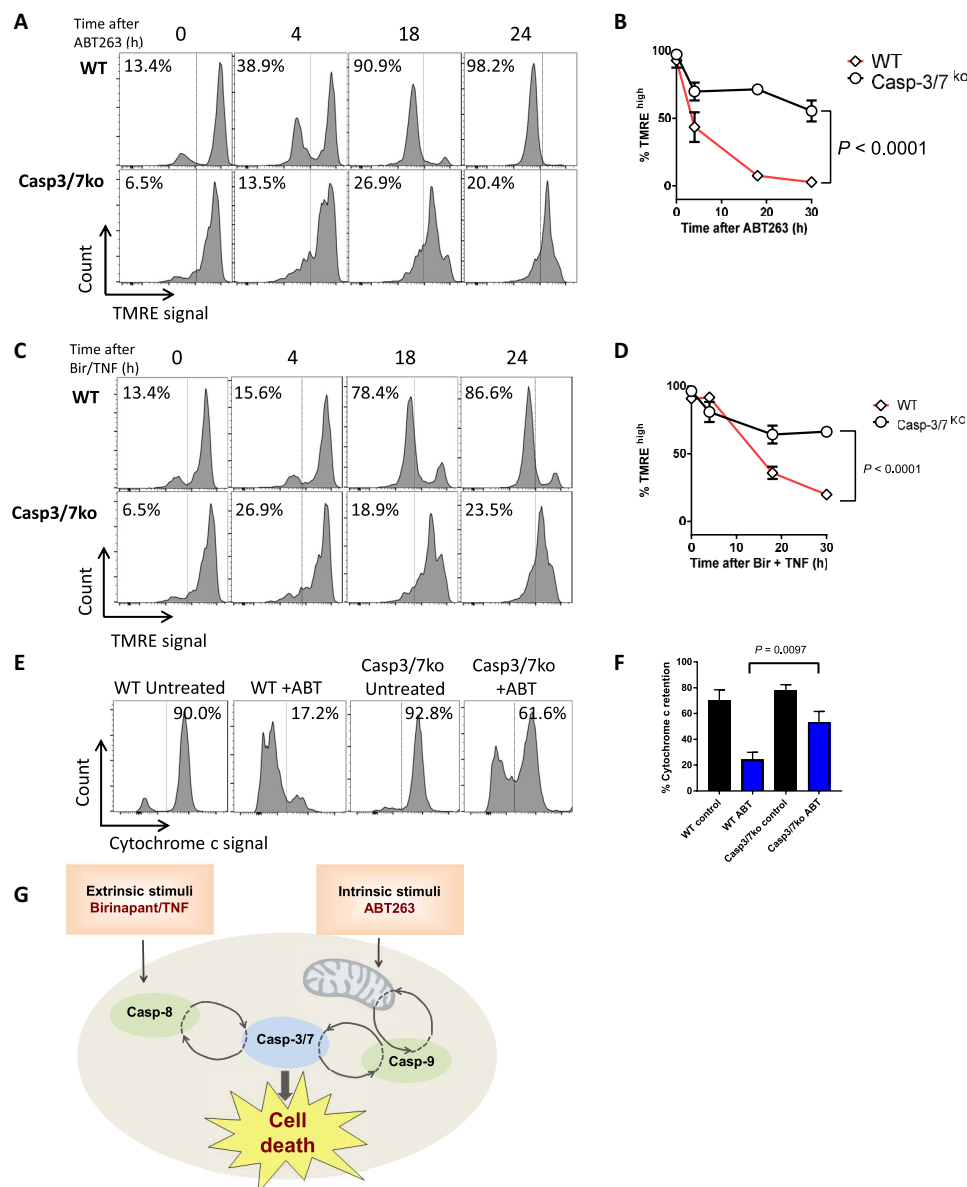 A
Time after
ABT263 (h)
0
4
18
24
WT
13.4%
38.9%
90.9%
98.2%
Casp3/7ko
6.5%
13.5%
26.9%
20.4%
Count
TMRE signal
B
% TMRE high
100
50
0
0
10
20
30
Time after ABT263 (h)
WT
Casp-3/7 ko
P < 0.0001
C
Time after
Bir/TNF (h)
0
4
18
24
WT
13.4%
15.6%
78.4%
86.6%
Casp3/7ko
6.5%
26.9%
18.9%
23.5%
Count
TMRE signal
D
% TMRE high
100
50
0
0
10
20
30
Time after Bir + TNF (h)
WT
Casp-3/7 KO
P < 0.0001
E
WT Untreated
WT +ABT
Casp3/7ko
Untreated
Casp3/7ko
+ABT
90.0%
17.2%
92.8%
61.6%
Count
Cytochrome c signal
F
P = 0.0097
% Cytochrome c retention
100
80
60
40
20
0
WT control
WT ABT
Casp3/7ko control
Casp3/7ko ABT
G
Extrinsic stimuli
Birinapant/TNF
Intrinsic stimuli
ABT263
Casp-8
Casp-3/7
Casp-9
Cell
death